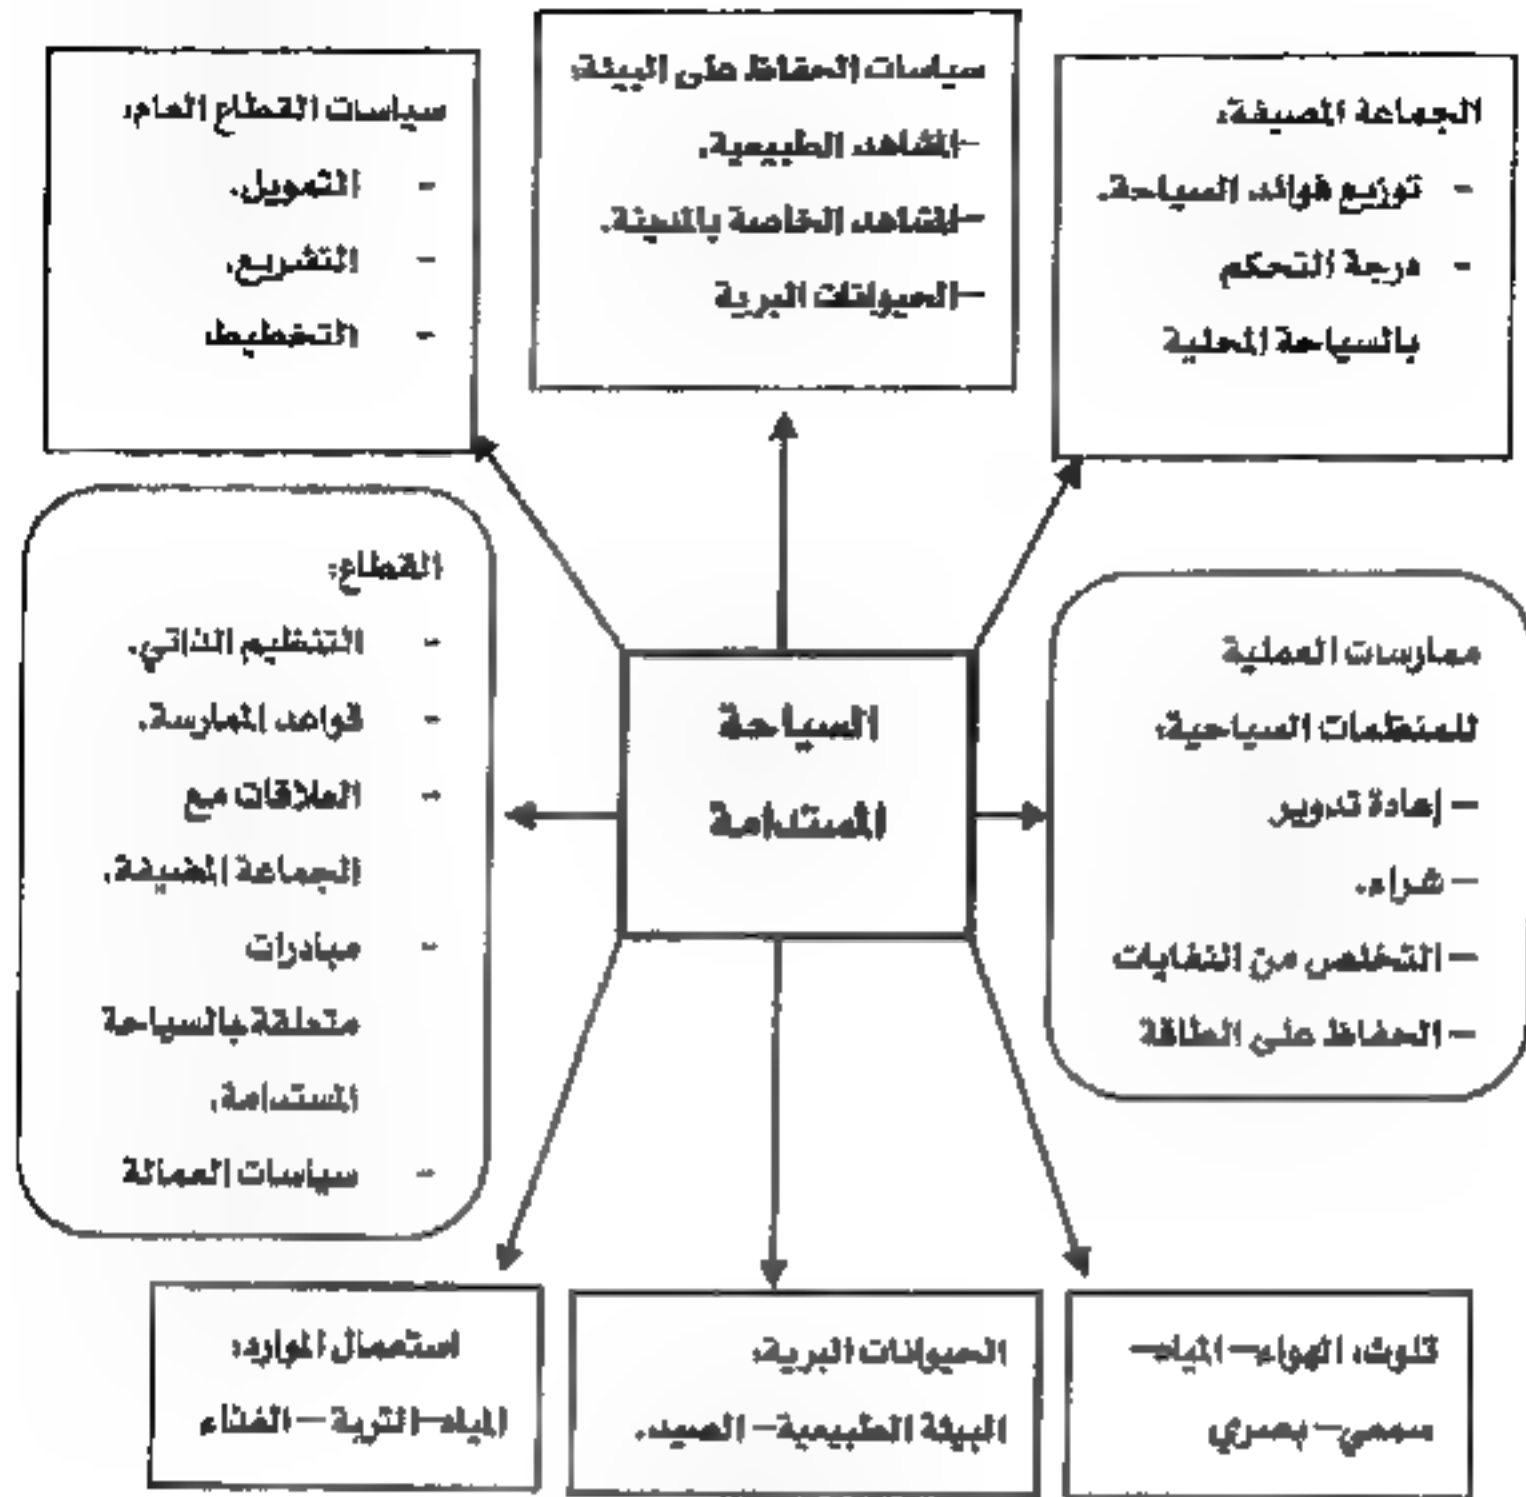 الجماعة المضيفة:
- توزيع فوائد السياحة.
- درجة التحكم
بالسياحة المحلية
سياسات الحفاظ على البيئة:
-المشاهد الطبيعية.
-المشاهد الخاصة بالمدينة.
-الحيوانات البرية
سياسات القطاع العام:
- التمويل.
- التشريع.
- التخطيط
ممارسات العملية
للمنظمات السياحية:
- إعادة تدوير
- شراء.
- التخلص من النفايات
- الحفاظ على الطاقة
السياحة
المستدامة
القطاع:
- التنظيم الذاتي.
- قواعد الممارسة.
- العلاقات مع
الجماعة المضيفة.
- مبادرات
متعلقة بالسياحة
المستدامة.
- سياسات العمالة
تلوث: الهواء- المياه-
سمعي- بصري
الحيوانات البرية:
البيئة الطبيعية- الصيد.
استعمال الموارد:
المياه-التربة-الغذاء